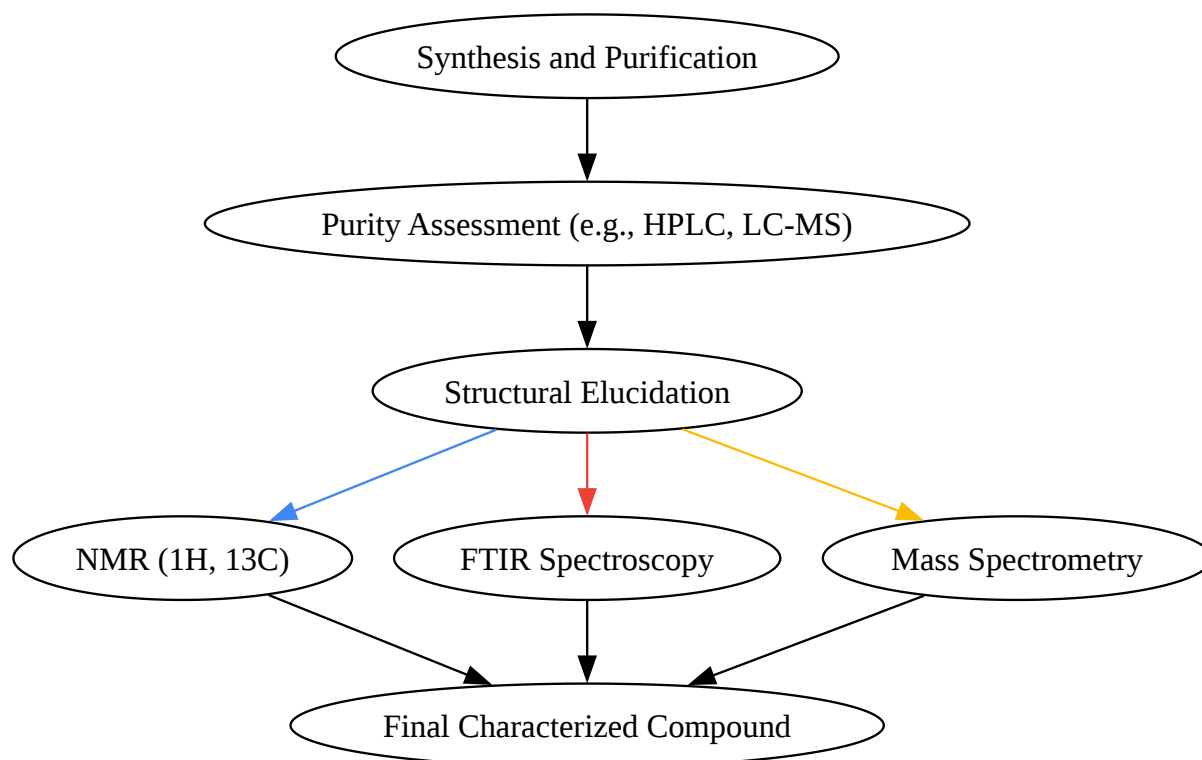 Synthesis and Purification
Purity Assessment (e.g., HPLC, LC-MS)
Structural Elucidation
NMR (1H, 13C)
FTIR Spectroscopy
Mass Spectrometry
Final Characterized Compound